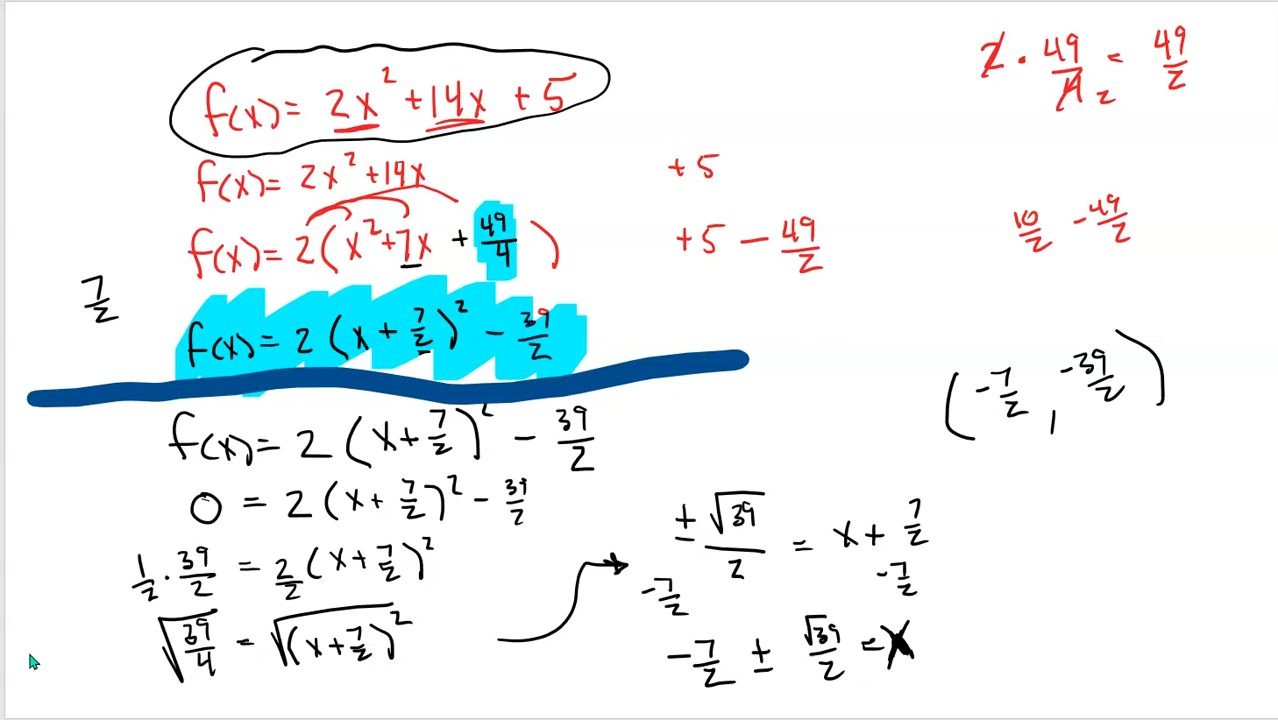 f(x) = 2x² + 14x + 5
2̸ · 49/4̸ 2 = 49/2
f(x) = 2x² + 14x + 5
f(x) = 2(x² + 7x + 49/4) + 5 - 49/2
10/2 - 49/2
7/2
f(x) = 2(x + 7/2)² - 39/2
(-7/2, -39/2)
f(x) = 2(x + 7/2)² - 39/2
0 = 2(x + 7/2)² - 39/2
1/2 · 39/2 = 2/2(x + 7/2)²
√(39/4) = √(x + 7/2)²
± √39/2 = x + 7/2
-7/2 -7/2
-7/2 ± √39/2 = x